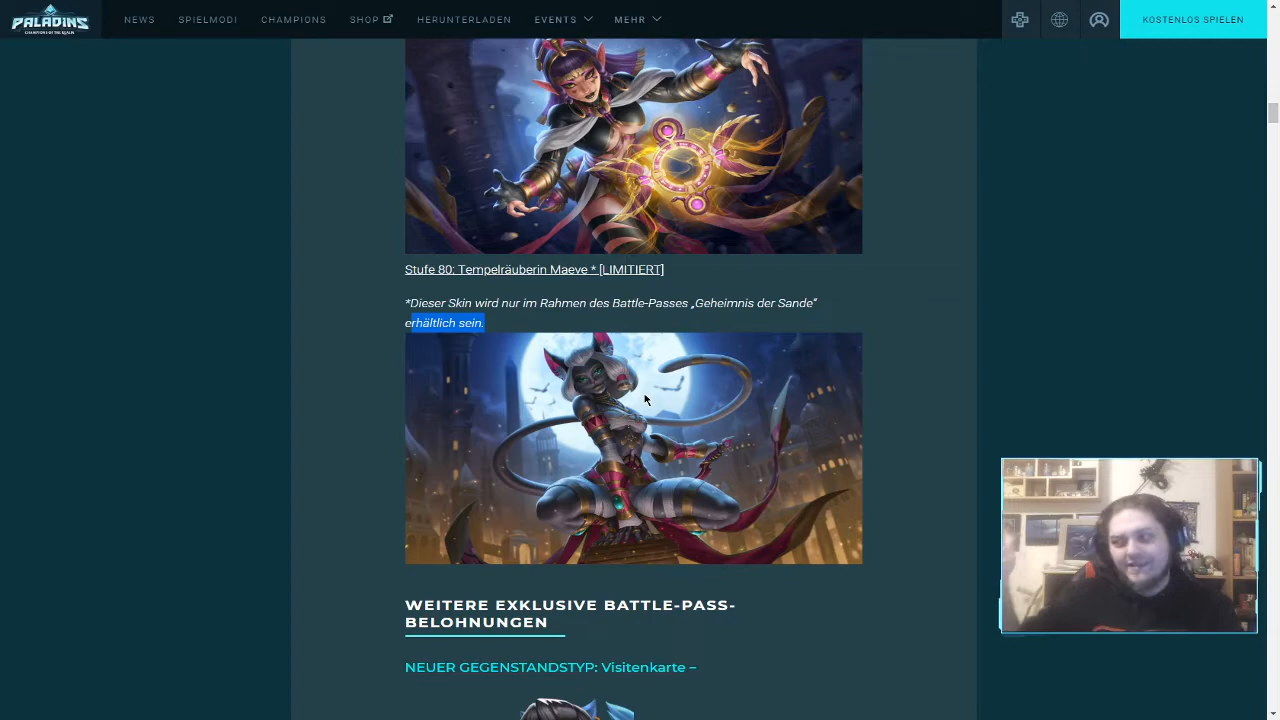 PALADINS
CHAMPIONS OF THE REALM
NEWS
SPIELMODI
CHAMPIONS
SHOP
HERUNTERLADEN
EVENTS
MEHR
KOSTENLOS SPIELEN
Stufe 80: Tempelräuberin Maeve * [LIMITIERT]
*Dieser Skin wird nur im Rahmen des Battle-Passes „Geheimnis der Sande“
erhältlich sein.
WEITERE EXKLUSIVE BATTLE-PASS-
BELOHNUNGEN
NEUER GEGENSTANDSTYP: Visitenkarte –